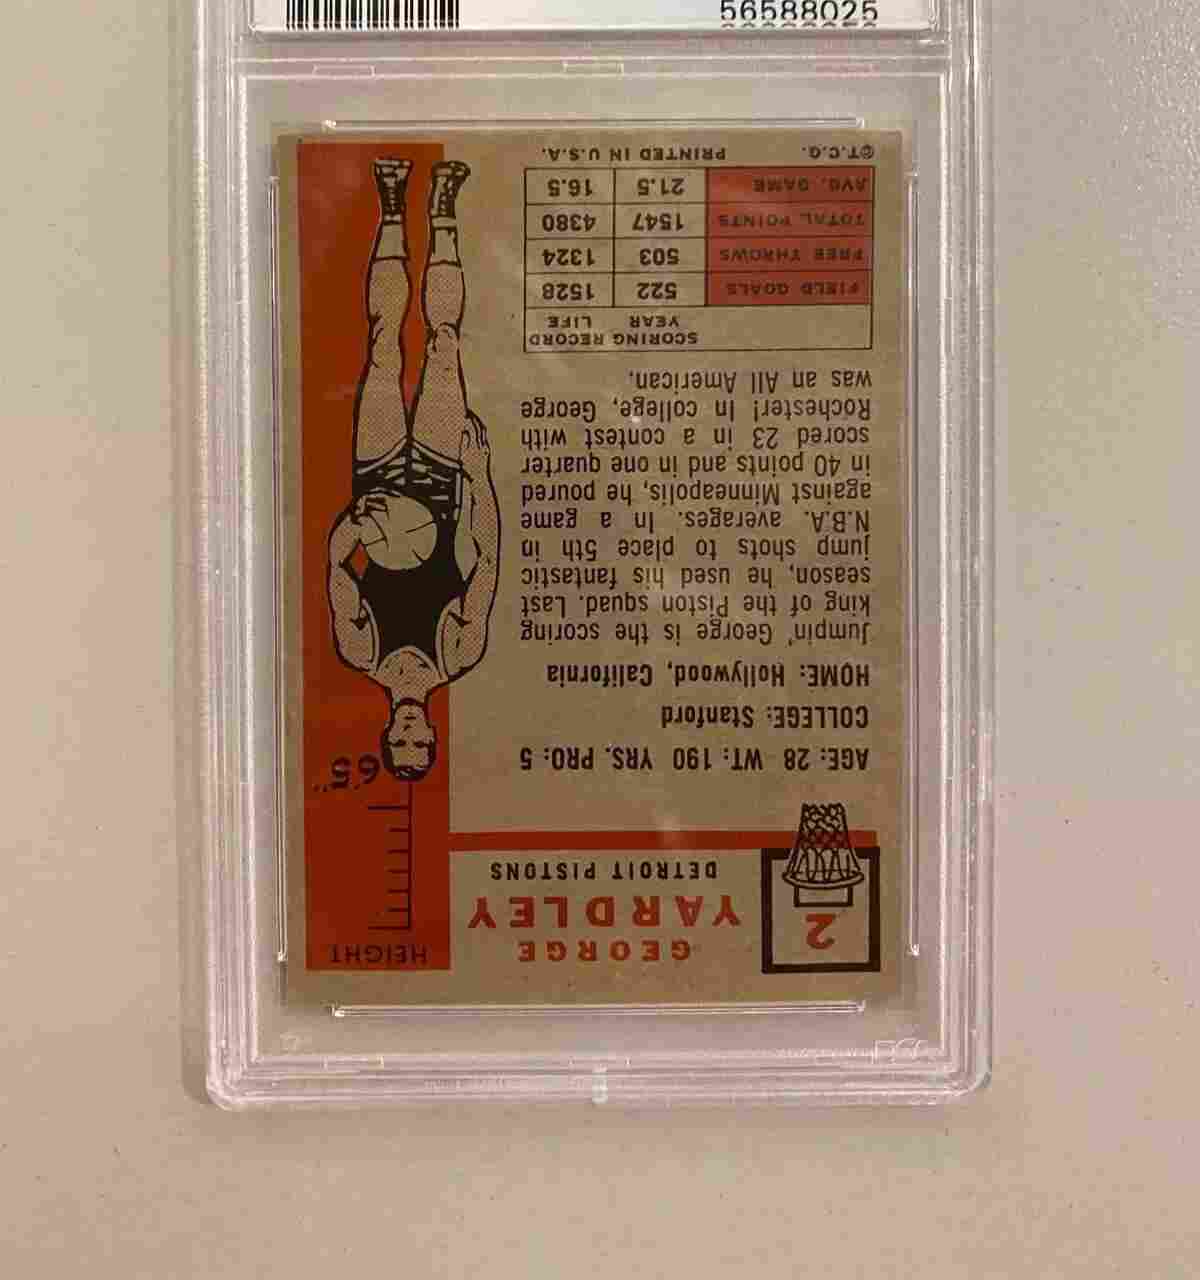 56588025
2
GEORGE
YARDLEY
DETROIT PISTONS
HEIGHT
6'5"
AGE: 28 WT: 190 YRS. PRO: 5
COLLEGE: Stanford
HOME: Hollywood, California
Jumpin' George is the scoring
king of the Piston squad. Last
season, he used his fantastic
jump shots to place 5th in
N.B.A. averages. In a game
against Minneapolis, he poured
in 40 points and in one quarter
scored 23 in a contest with
Rochester! In college, George
was an All American.
SCORING RECORD
YEAR LIFE
FIELD GOALS 522 1528
FREE THROWS 503 1324
TOTAL POINTS 1547 4380
AVG. GAME 21.5 16.5
©T.C.G. PRINTED IN U.S.A.